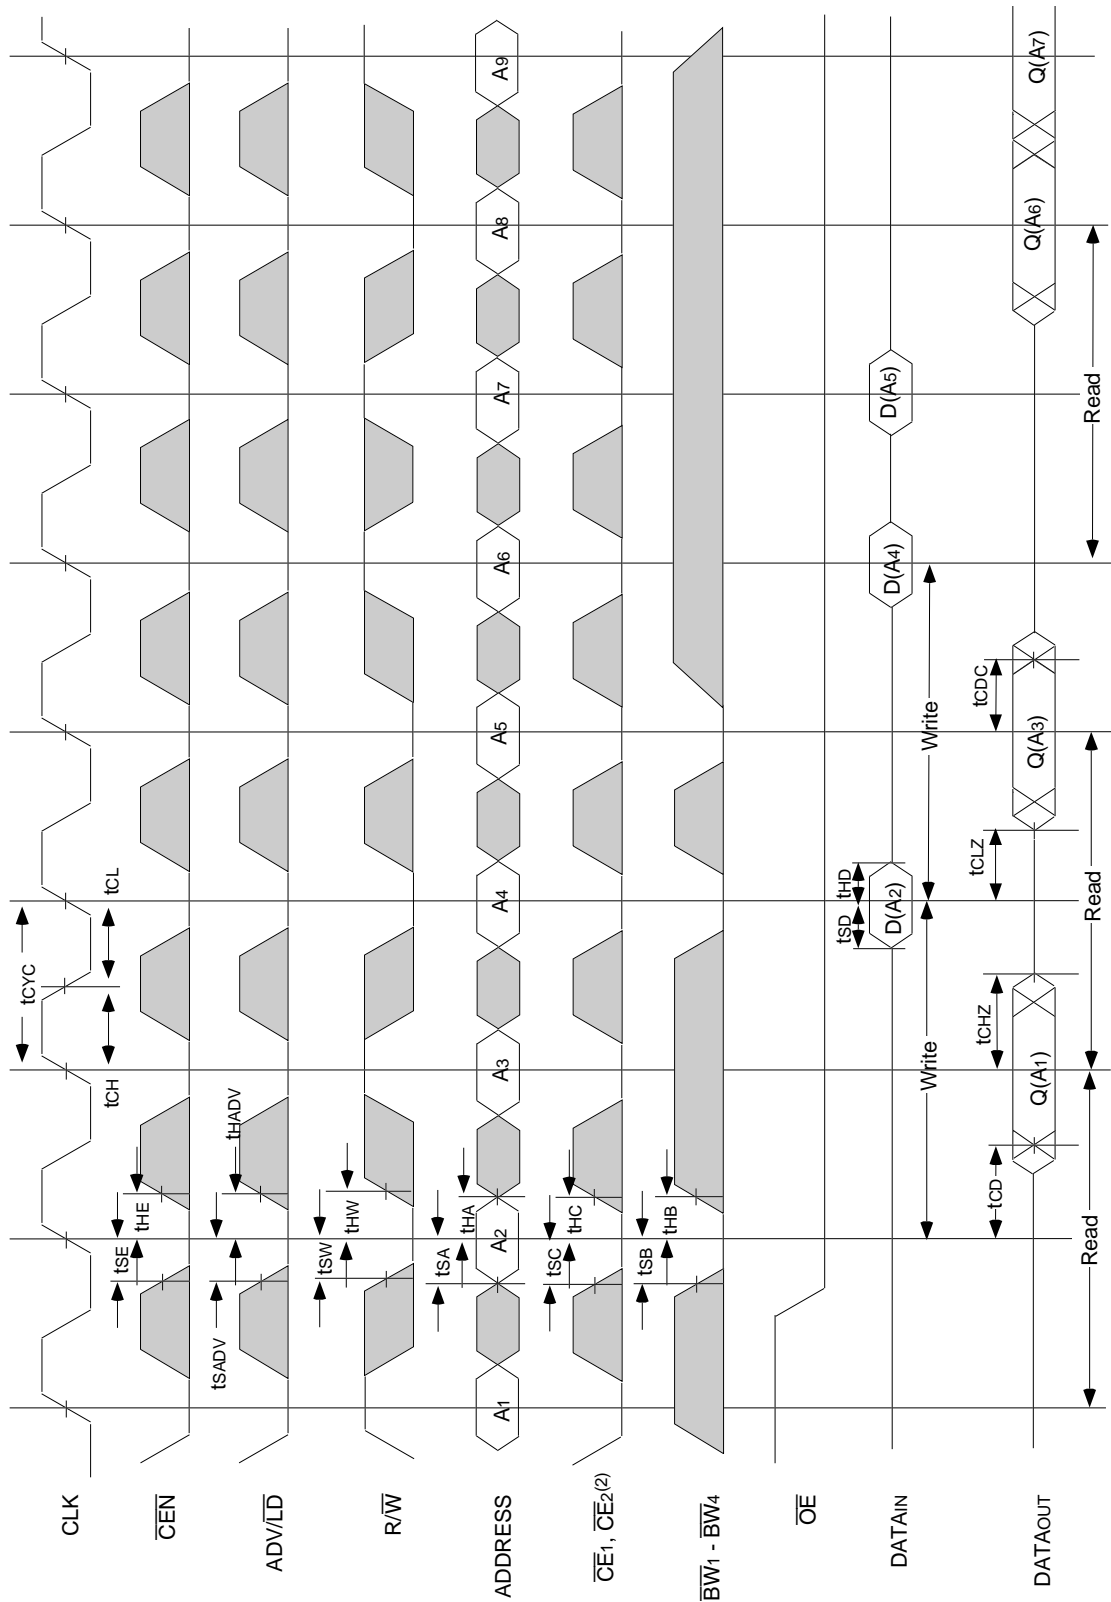 CLK
tCYC
tCH
tCL
CEN
tSE
tHE
ADV/LD
tSADV
tHADV
R/W
tSW
tHW
ADDRESS
A1
A2
A3
A4
A5
A6
A7
A8
A9
tSA
tHA
CE1, CE2(2)
tSC
tHC
BW1 - BW4
tSB
tHB
OE
DATAIN
tSD
tHD
D(A2)
D(A4)
D(A5)
Write
Write
DATAOUT
tCD
tCHZ
tCLZ
tCDC
Q(A1)
Q(A3)
Q(A6)
Q(A7)
Read
Read
Read